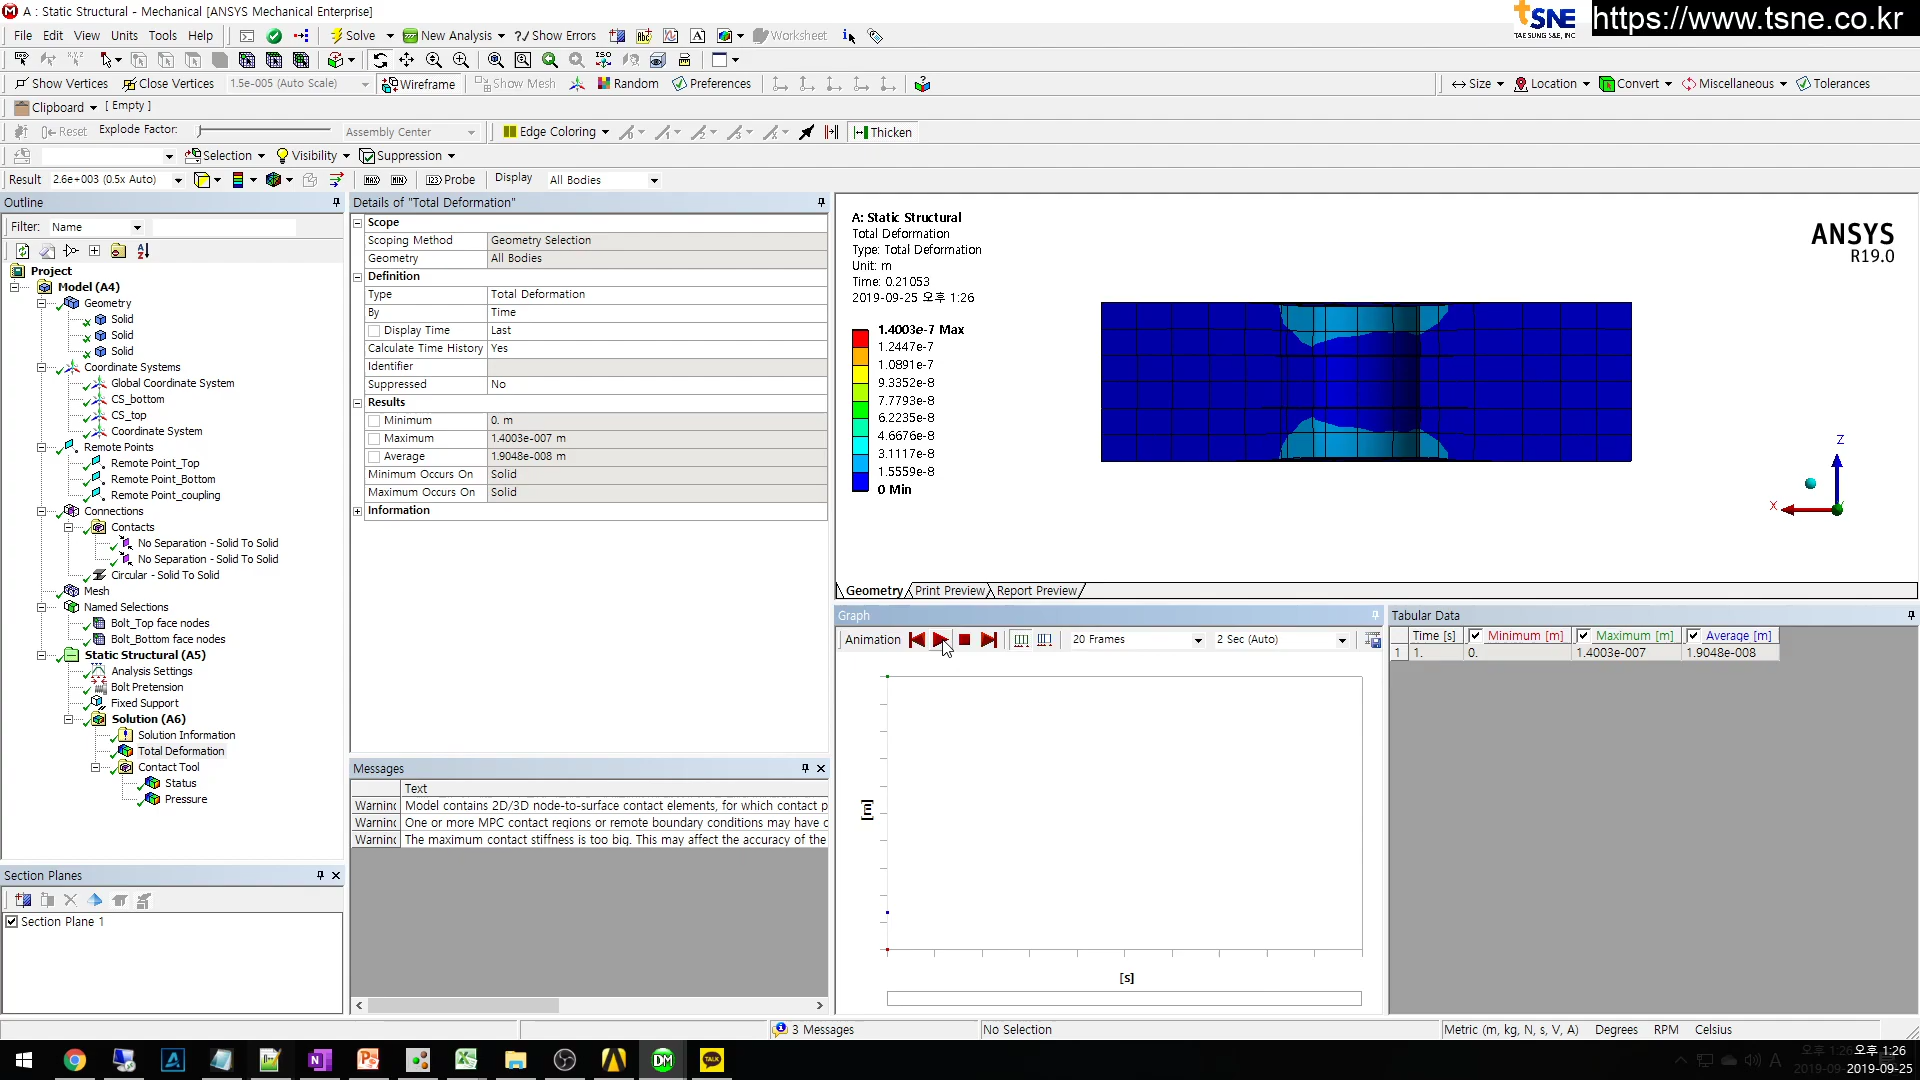 A : Static Structural - Mechanical [ANSYS Mechanical Enterprise]
TSNE
TAE SUNG S&E, INC
https://www.tsne.co.kr
File Edit View Units Tools Help Solve New Analysis ?/ Show Errors Worksheet
Show Vertices Close Vertices 1.5e-005 (Auto Scale) Wireframe Show Mesh Random Preferences Size Location Convert Miscellaneous Tolerances
Clipboard [ Empty ]
Reset Explode Factor: Assembly Center Edge Coloring Thicken
Selection Visibility Suppression
Result 2.6e+003 (0.5x Auto) MAX MIN Probe Display All Bodies
Outline
Filter: Name
Project
Model (A4)
Geometry
Solid
Solid
Solid
Coordinate Systems
Global Coordinate System
CS_bottom
CS_top
Coordinate System
Remote Points
Remote Point_Top
Remote Point_Bottom
Remote Point_coupling
Connections
Contacts
No Separation - Solid To Solid
No Separation - Solid To Solid
Circular - Solid To Solid
Mesh
Named Selections
Bolt_Top face nodes
Bolt_Bottom face nodes
Static Structural (A5)
Analysis Settings
Bolt Pretension
Fixed Support
Solution (A6)
Solution Information
Total Deformation
Contact Tool
Status
Pressure
Section Planes
Section Plane 1
Details of "Total Deformation"
Scope
Scoping Method Geometry Selection
Geometry All Bodies
Definition
Type Total Deformation
By Time
Display Time Last
Calculate Time History Yes
Identifier
Suppressed No
Results
Minimum 0. m
Maximum 1.4003e-007 m
Average 1.9048e-008 m
Minimum Occurs On Solid
Maximum Occurs On Solid
Information
Messages
Text
Warninc Model contains 2D/3D node-to-surface contact elements, for which contact p
Warninc One or more MPC contact regions or remote boundary conditions may have c
Warninc The maximum contact stiffness is too big. This may affect the accuracy of the
A: Static Structural
Total Deformation
Type: Total Deformation
Unit: m
Time: 0.21053
2019-09-25 오후 1:26
1.4003e-7 Max
1.2447e-7
1.0891e-7
9.3352e-8
7.7793e-8
6.2235e-8
4.6676e-8
3.1117e-8
1.5559e-8
0 Min
ANSYS
R19.0
Z
X
Geometry Print Preview Report Preview
Graph
Animation 20 Frames 2 Sec (Auto)
[s]
Tabular Data
Time [s] Minimum [m] Maximum [m] Average [m]
1 1. 0. 1.4003e-007 1.9048e-008
3 Messages No Selection Metric (m, kg, N, s, V, A) Degrees RPM Celsius
오후 1:26
2019-09-25